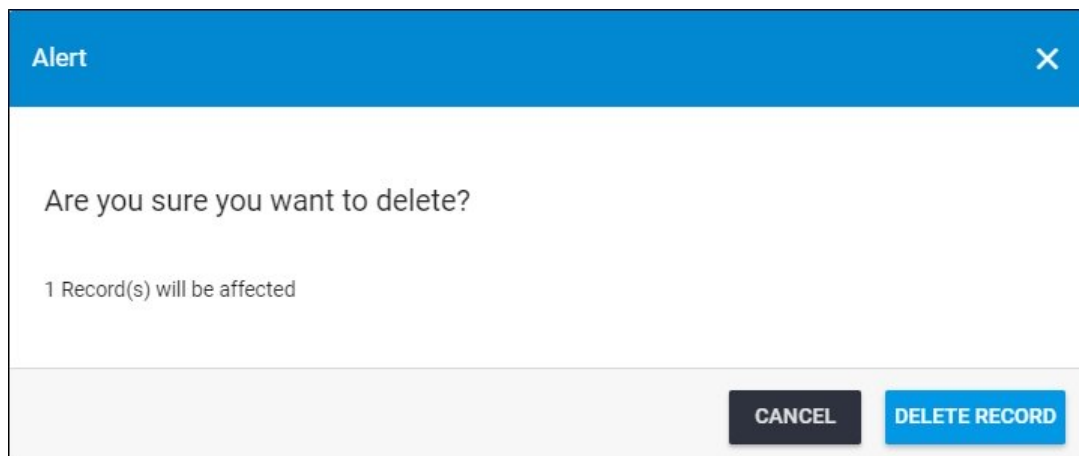 Alert
Are you sure you want to delete?
1 Record(s) will be affected
CANCEL DELETE RECORD